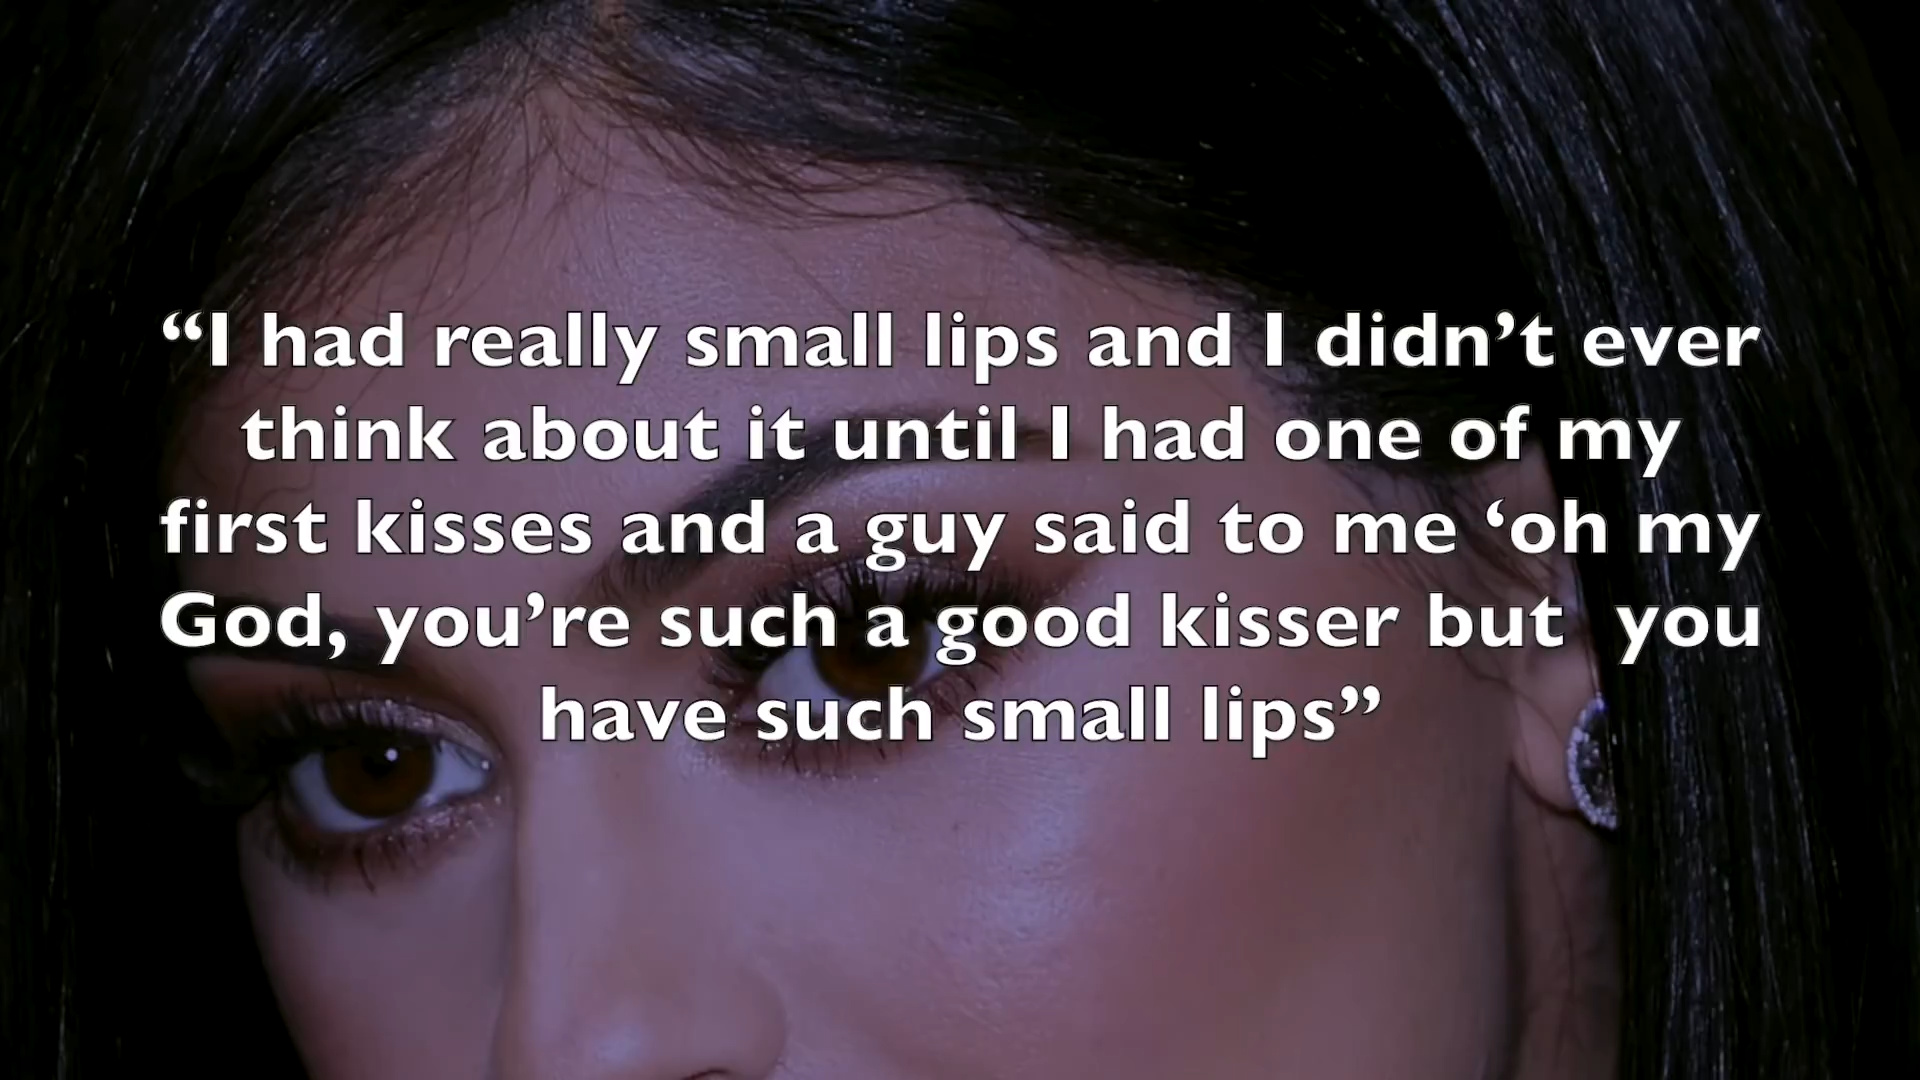 “I had really small lips and I didn’t ever
think about it until I had one of my
first kisses and a guy said to me ‘oh my
God, you’re such a good kisser but  you
have such small lips”